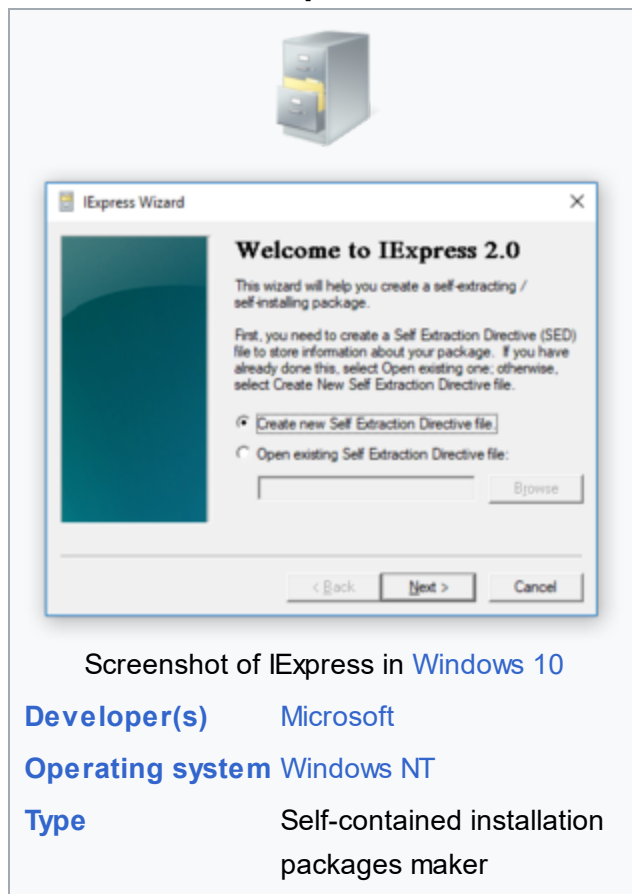 IExpress Wizard
Welcome to IExpress 2.0
This wizard will help you create a self-extracting /
self-installing package.
First, you need to create a Self Extraction Directive (SED)
file to store information about your package. If you have
already done this, select Open existing one; otherwise,
select Create New Self Extraction Directive file.
Create new Self Extraction Directive file.
Open existing Self Extraction Directive file:
Browse
< Back Next > Cancel
Screenshot of IExpress in Windows 10
Developer(s) Microsoft
Operating system Windows NT
Type Self-contained installation
packages maker